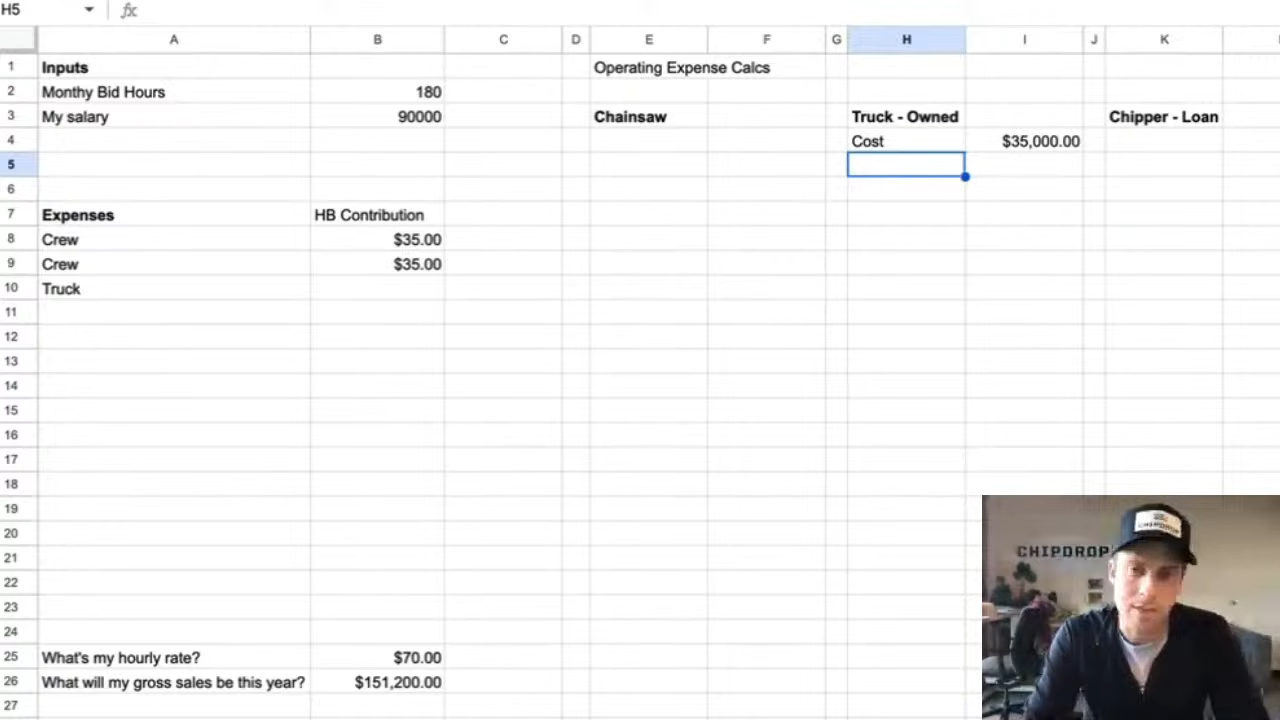 H5 fx
A B C D E F G H I J K
1 Inputs Operating Expense Calcs
2 Monthy Bid Hours 180
3 My salary 90000 Chainsaw Truck - Owned Chipper - Loan
4 Cost $35,000.00
5
6
7 Expenses HB Contribution
8 Crew $35.00
9 Crew $35.00
10 Truck
11
12
13
14
15
16
17
18
19
20
21
22
23
24
25 What's my hourly rate? $70.00
26 What will my gross sales be this year? $151,200.00
27
CHIPDROP
CHIPDROP